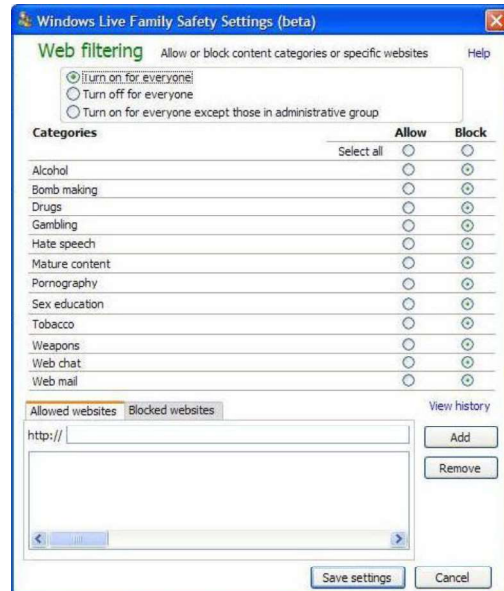 Windows Live Family Safety Settings (beta)
Web filtering Allow or block content categories or specific websites Help
Turn on for everyone
Turn off for everyone
Turn on for everyone except those in administrative group
Categories Allow Block
Select all
Alcohol
Bomb making
Drugs
Gambling
Hate speech
Mature content
Pornography
Sex education
Tobacco
Weapons
Web chat
Web mail
Allowed websites Blocked websites View history
http:// Add
Remove
Save settings Cancel